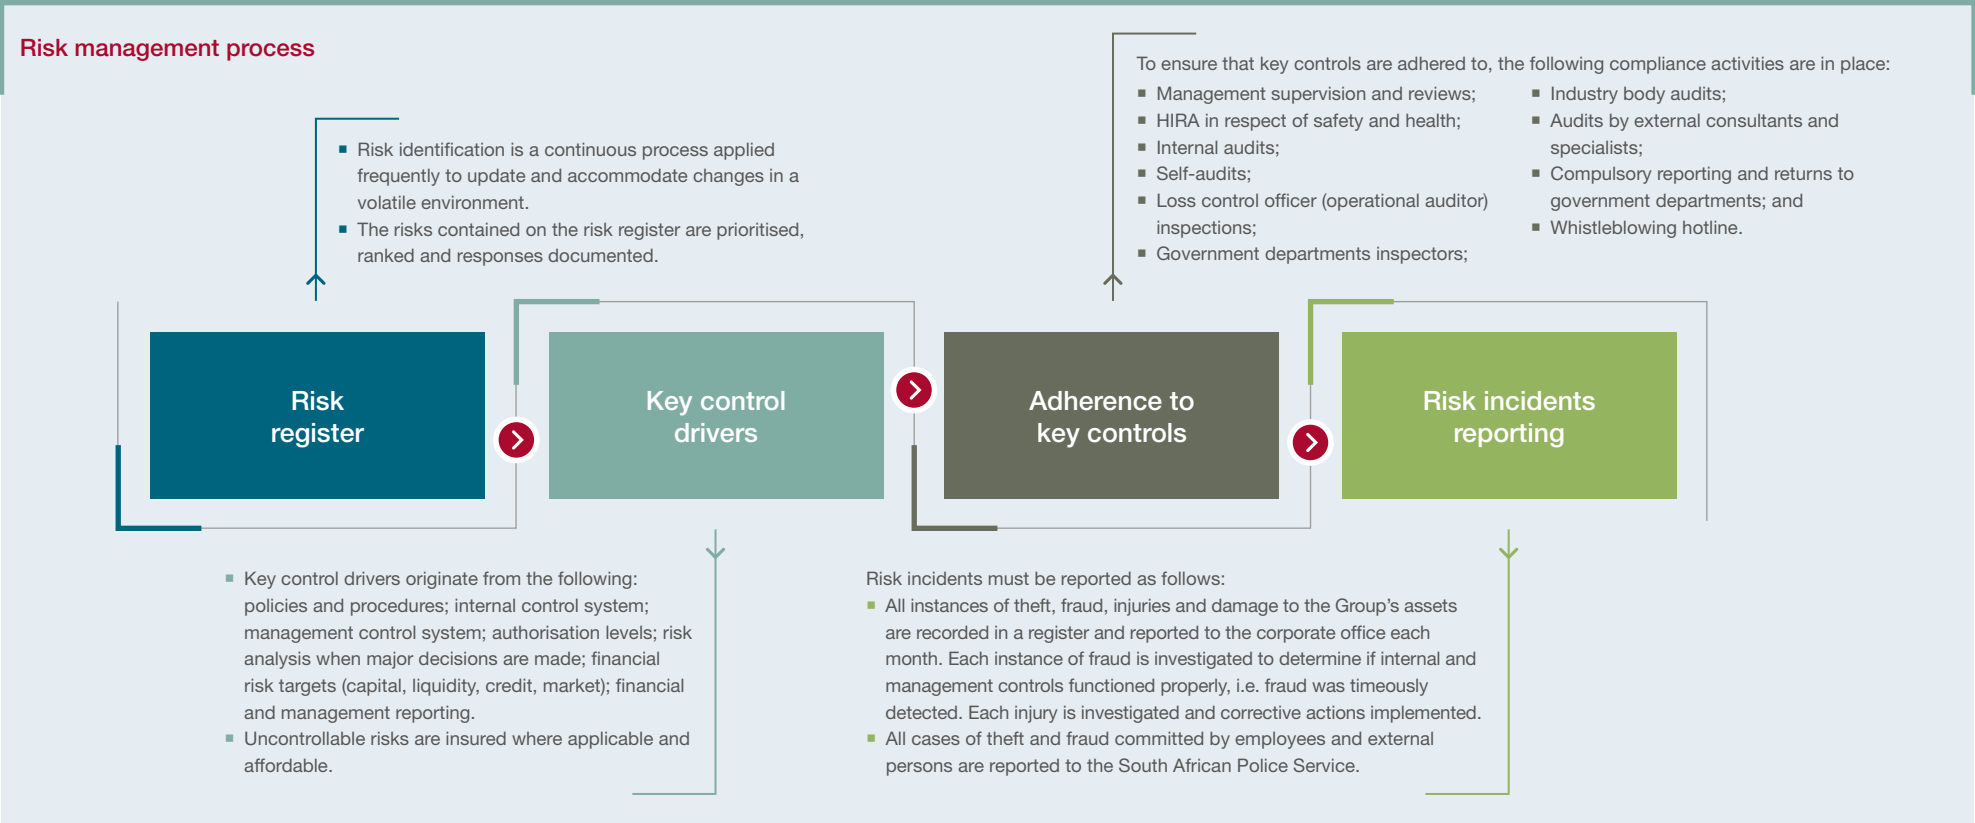 Risk management process
To ensure that key controls are adhered to, the following compliance activities are in place:
■ Management supervision and reviews;
■ HIRA in respect of safety and health;
■ Internal audits;
■ Self-audits;
■ Loss control officer (operational auditor)
inspections;
■ Government departments inspectors;
■ Industry body audits;
■ Audits by external consultants and
specialists;
■ Compulsory reporting and returns to
government departments; and
■ Whistleblowing hotline.
■ Risk identification is a continuous process applied
frequently to update and accommodate changes in a
volatile environment.
■ The risks contained on the risk register are prioritised,
ranked and responses documented.
Risk
register
Key control
drivers
Adherence to
key controls
Risk incidents
reporting
■ Key control drivers originate from the following:
policies and procedures; internal control system;
management control system; authorisation levels; risk
analysis when major decisions are made; financial
risk targets (capital, liquidity, credit, market); financial
and management reporting.
■ Uncontrollable risks are insured where applicable and
affordable.
Risk incidents must be reported as follows:
■ All instances of theft, fraud, injuries and damage to the Group’s assets
are recorded in a register and reported to the corporate office each
month. Each instance of fraud is investigated to determine if internal and
management controls functioned properly, i.e. fraud was timeously
detected. Each injury is investigated and corrective actions implemented.
■ All cases of theft and fraud committed by employees and external
persons are reported to the South African Police Service.